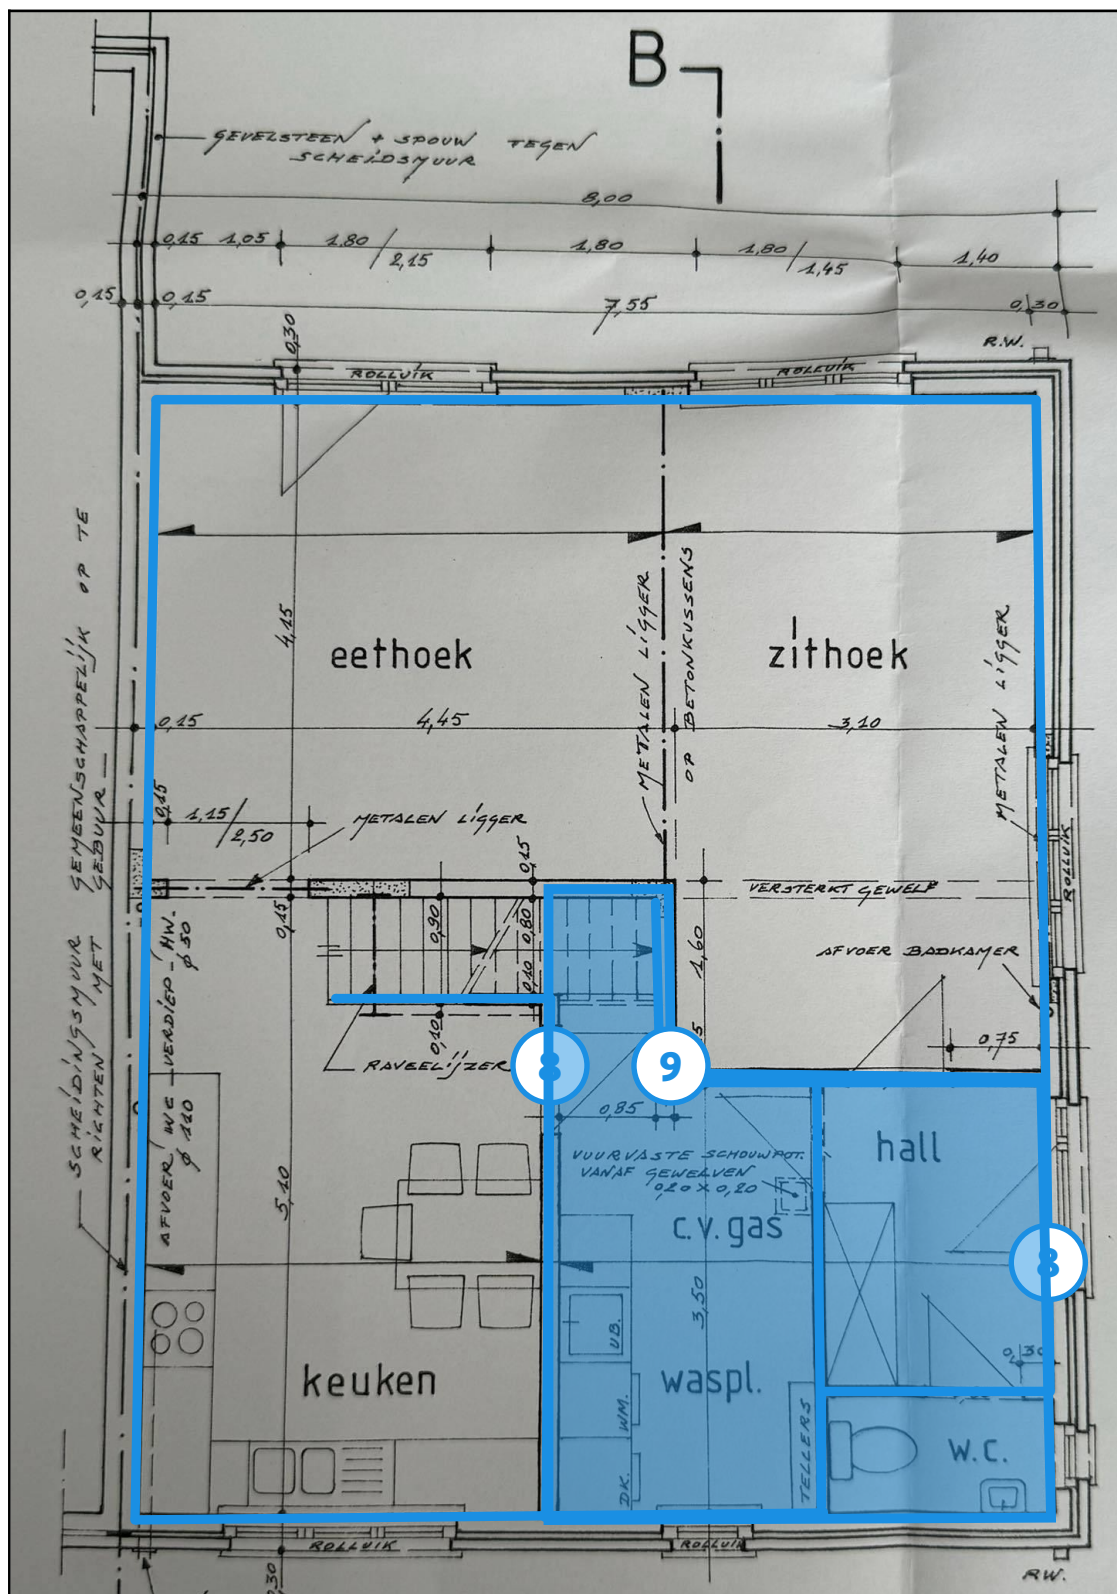 B
GEVELSTEEN + SPOUW TEGEN
SCHEIDSMUUR
8,00
0,15 1,05 1,80 / 2,15 1,80 1,80 / 1,45 1,40
0,15 0,15 7,55 0,30
0,30
R.W.
ROLLUIK
ROLLUIK
SCHEIDINGSMUUR GEMEENSCHAPPELIJK OP TE
RICHTEN MET GEBUUR
4,15
eethoek
zithoek
METALEN LIGGER
OP BETONKUSSENS
METALEN LIGGER
0,15 4,45 3,10
0,15
1,15 / 2,50
METALEN LIGGER
ROLLUIK
0,15
VERSTERKT GEWELF
0,15
0,90
0,80
0,10
1,60
AFVOER BADKAMER
AFVOER WC - VERDIEP - HW.
ø 110 ø 50
0,10
0,75
RAVEELIJZER
8
9
0,85
hall
VUURVASTE SCHOUWPOT.
VANAF GEWELVEN
0,20 x 0,20
5,10
c.v. gas
8
3,50
UB.
0,30
keuken
waspl.
WM.
TELLERS
W.C.
DK.
ROLLUIK
ROLLUIK
0,30
RW.